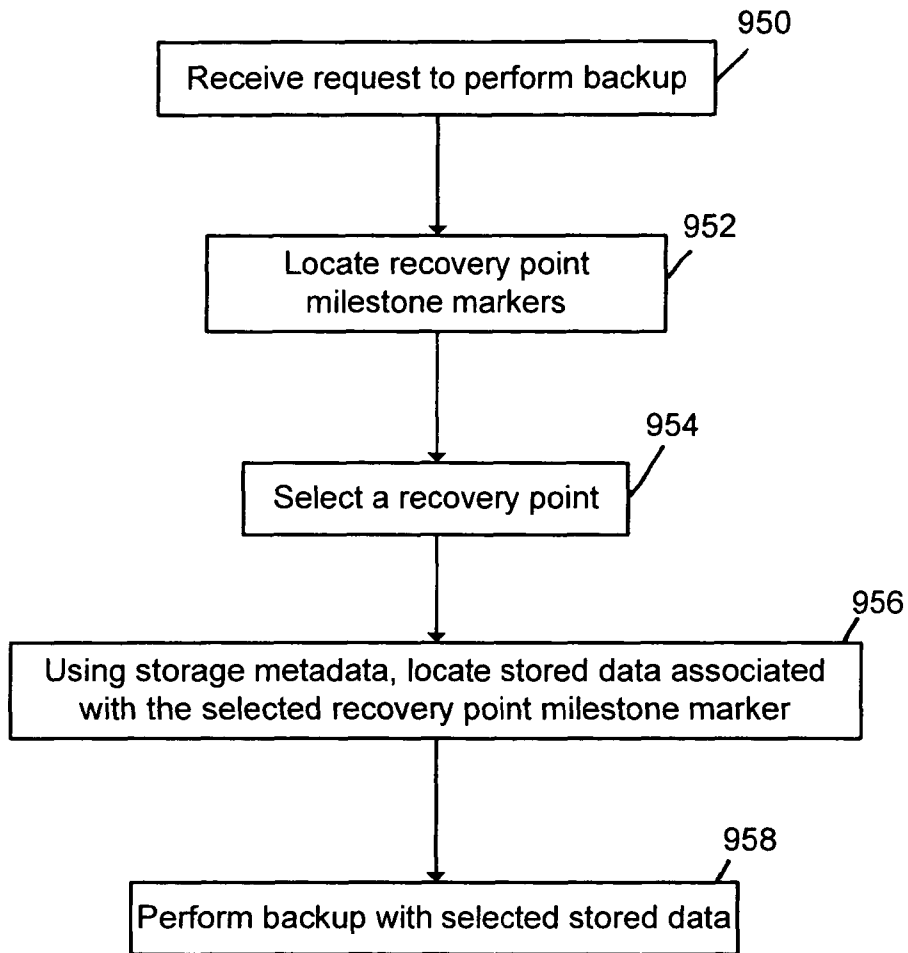 950
Receive request to perform backup
952
Locate recovery point
milestone markers
954
Select a recovery point
956
Using storage metadata, locate stored data associated
with the selected recovery point milestone marker
958
Perform backup with selected stored data